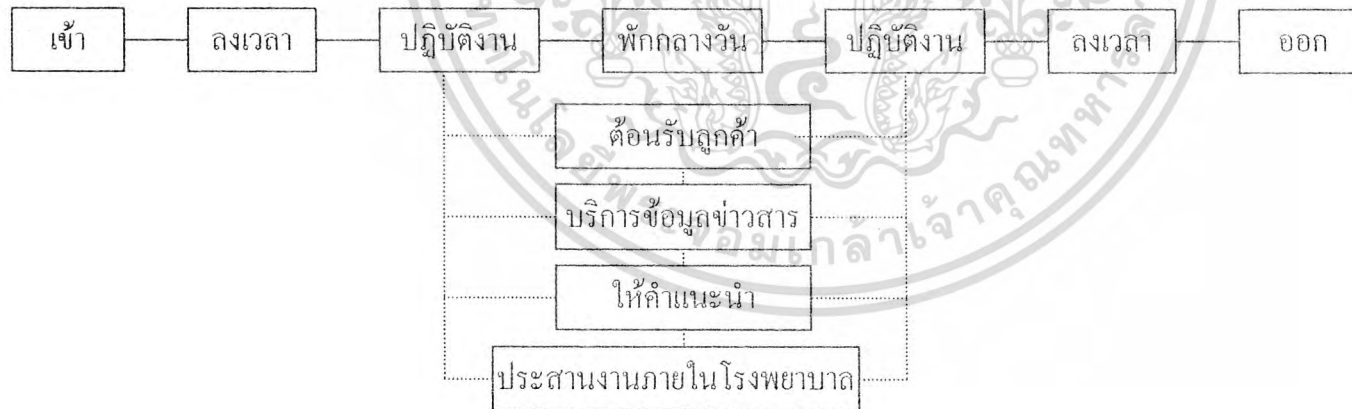 เข้า ลงเวลา ปฏิบัติงาน พักกลางวัน ปฏิบัติงาน ลงเวลา ออก
ต้อนรับลูกค้า
บริการข้อมูลข่าวสาร
ให้คำแนะนำ
ประสานงานภายในโรงพยาบาล